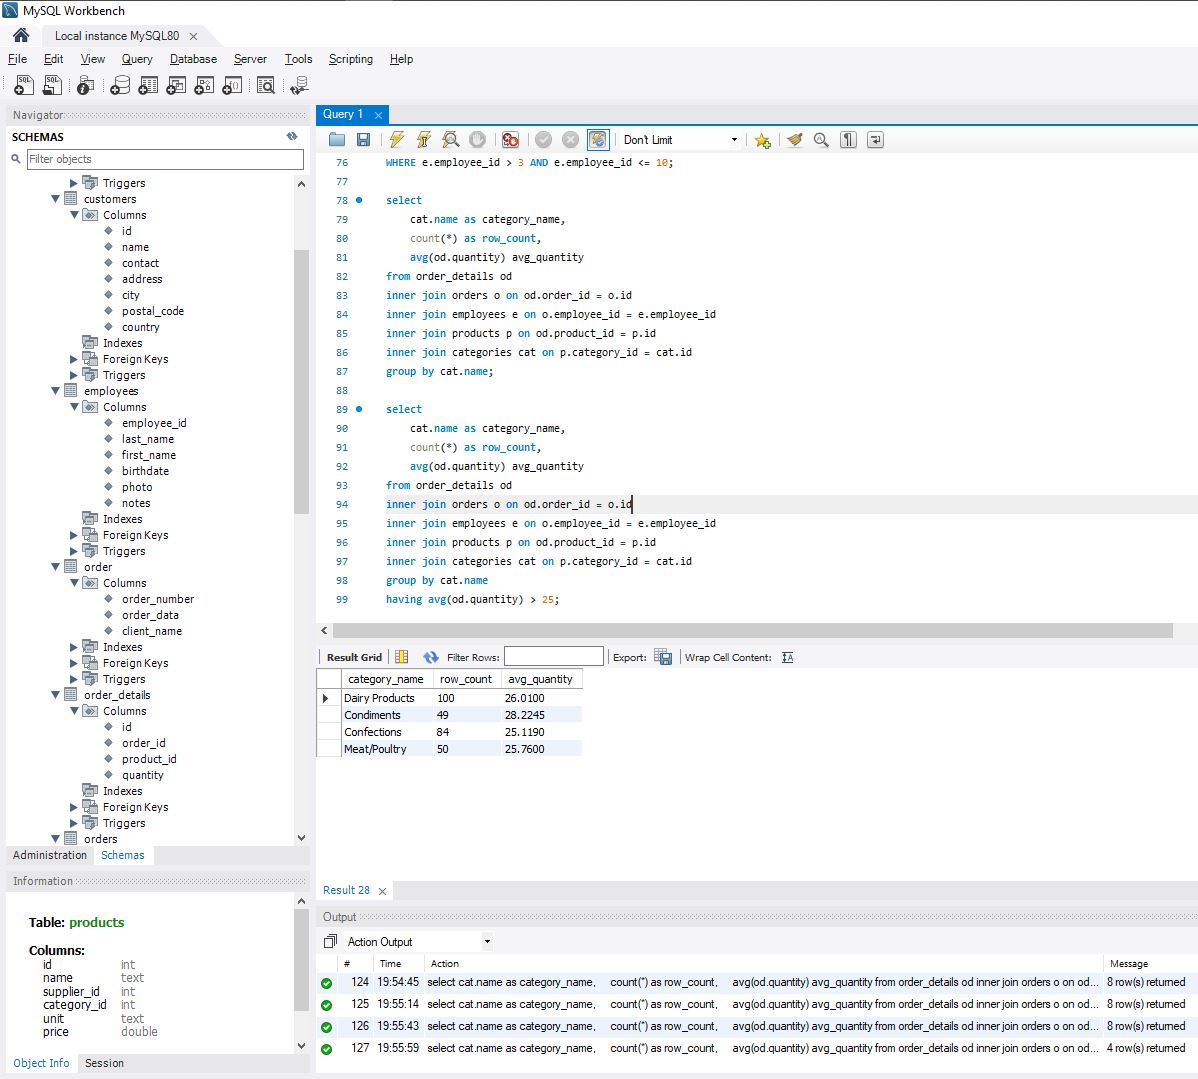 MySQL Workbench
Local instance MySQL80
File Edit View Query Database Server Tools Scripting Help
Navigator
SCHEMAS
Filter objects
Triggers
customers
Columns
id
name
contact
address
city
postal_code
country
Indexes
Foreign Keys
Triggers
employees
Columns
employee_id
last_name
first_name
birthdate
photo
notes
Indexes
Foreign Keys
Triggers
order
Columns
order_number
order_data
client_name
Indexes
Foreign Keys
Triggers
order_details
Columns
id
order_id
product_id
quantity
Indexes
Foreign Keys
Triggers
orders
Administration Schemas
Information
Table: products
Columns:
id int
name text
supplier_id int
category_id int
unit text
price double
Object Info Session
Query 1
Don't Limit
76 WHERE e.employee_id > 3 AND e.employee_id <= 10;
77
78 select
79 cat.name as category_name,
80 count(*) as row_count,
81 avg(od.quantity) avg_quantity
82 from order_details od
83 inner join orders o on od.order_id = o.id
84 inner join employees e on o.employee_id = e.employee_id
85 inner join products p on od.product_id = p.id
86 inner join categories cat on p.category_id = cat.id
87 group by cat.name;
88
89 select
90 cat.name as category_name,
91 count(*) as row_count,
92 avg(od.quantity) avg_quantity
93 from order_details od
94 inner join orders o on od.order_id = o.id
95 inner join employees e on o.employee_id = e.employee_id
96 inner join products p on od.product_id = p.id
97 inner join categories cat on p.category_id = cat.id
98 group by cat.name
99 having avg(od.quantity) > 25;
Result Grid Filter Rows: Export: Wrap Cell Content:
category_name row_count avg_quantity
Dairy Products 100 26.0100
Condiments 49 28.2245
Confections 84 25.1190
Meat/Poultry 50 25.7600
Result 28
Output
Action Output
# Time Action Message
124 19:54:45 select cat.name as category_name, count(*) as row_count, avg(od.quantity) avg_quantity from order_details od inner join orders o on od... 8 row(s) returned
125 19:55:14 select cat.name as category_name, count(*) as row_count, avg(od.quantity) avg_quantity from order_details od inner join orders o on od... 8 row(s) returned
126 19:55:43 select cat.name as category_name, count(*) as row_count, avg(od.quantity) avg_quantity from order_details od inner join orders o on od... 8 row(s) returned
127 19:55:59 select cat.name as category_name, count(*) as row_count, avg(od.quantity) avg_quantity from order_details od inner join orders o on od... 4 row(s) returned